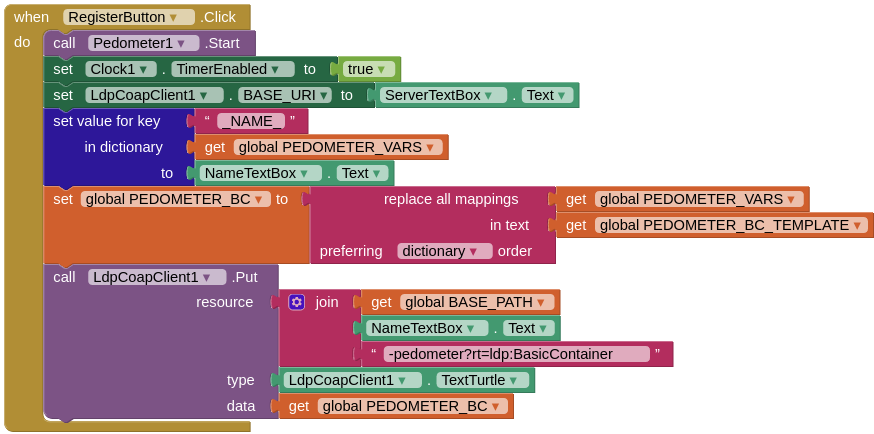 when RegisterButton .Click
do call Pedometer1 .Start
set Clock1 . TimerEnabled to true
set LdpCoapClient1 . BASE_URI to ServerTextBox . Text
set value for key “ _NAME_ ”
in dictionary get global PEDOMETER_VARS
to NameTextBox . Text
set global PEDOMETER_BC to replace all mappings get global PEDOMETER_VARS
in text get global PEDOMETER_BC_TEMPLATE
preferring dictionary order
call LdpCoapClient1 .Put
resource join get global BASE_PATH
NameTextBox . Text
“ -pedometer?rt=ldp:BasicContainer ”
type LdpCoapClient1 . TextTurtle
data get global PEDOMETER_BC